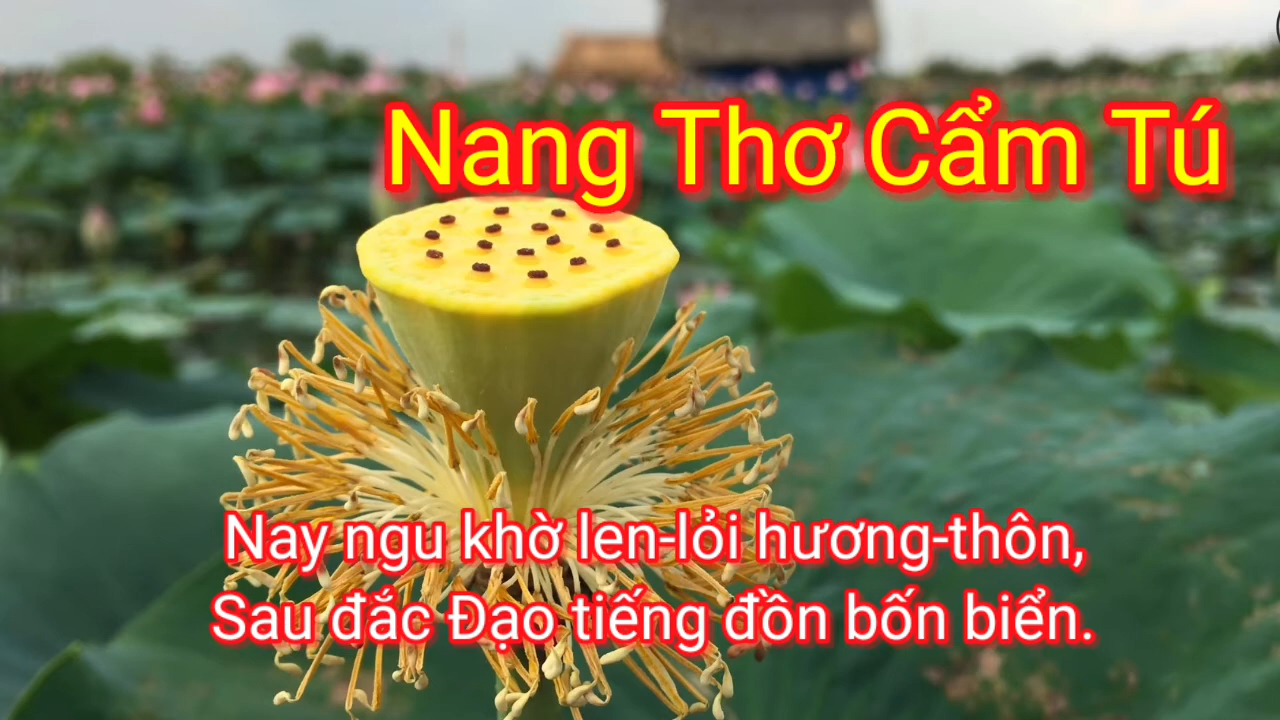 Nang Thơ Cẩm Tú
Nay ngu khờ len-lỏi hương-thôn,
Sau đắc Đạo tiếng đồn bốn biển.